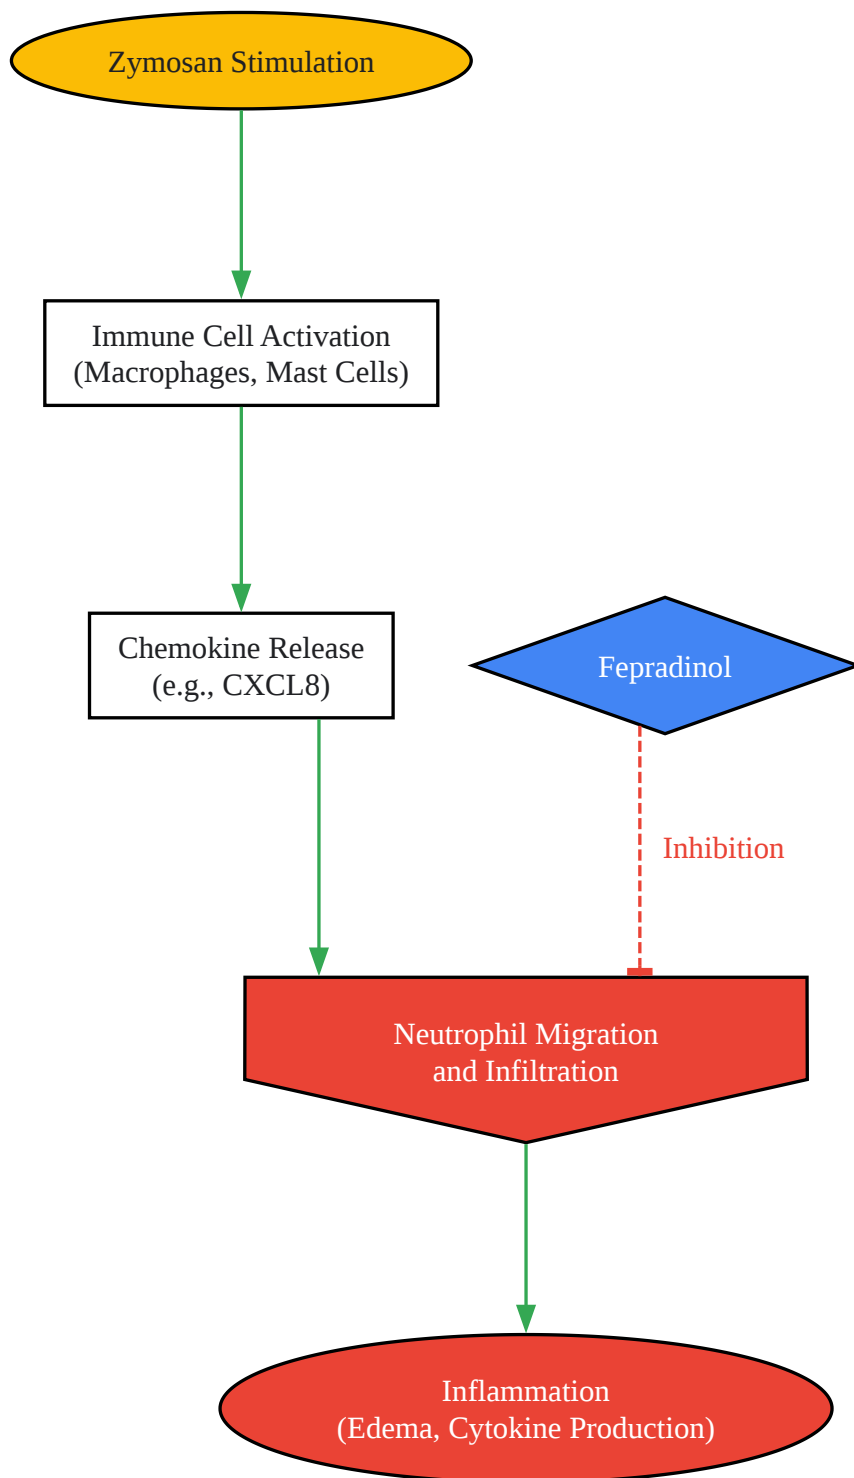 Zymosan Stimulation
Immune Cell Activation
(Macrophages, Mast Cells)
Chemokine Release
(e.g., CXCL8)
Fepradinol
Inhibition
Neutrophil Migration
and Infiltration
Inflammation
(Edema, Cytokine Production)